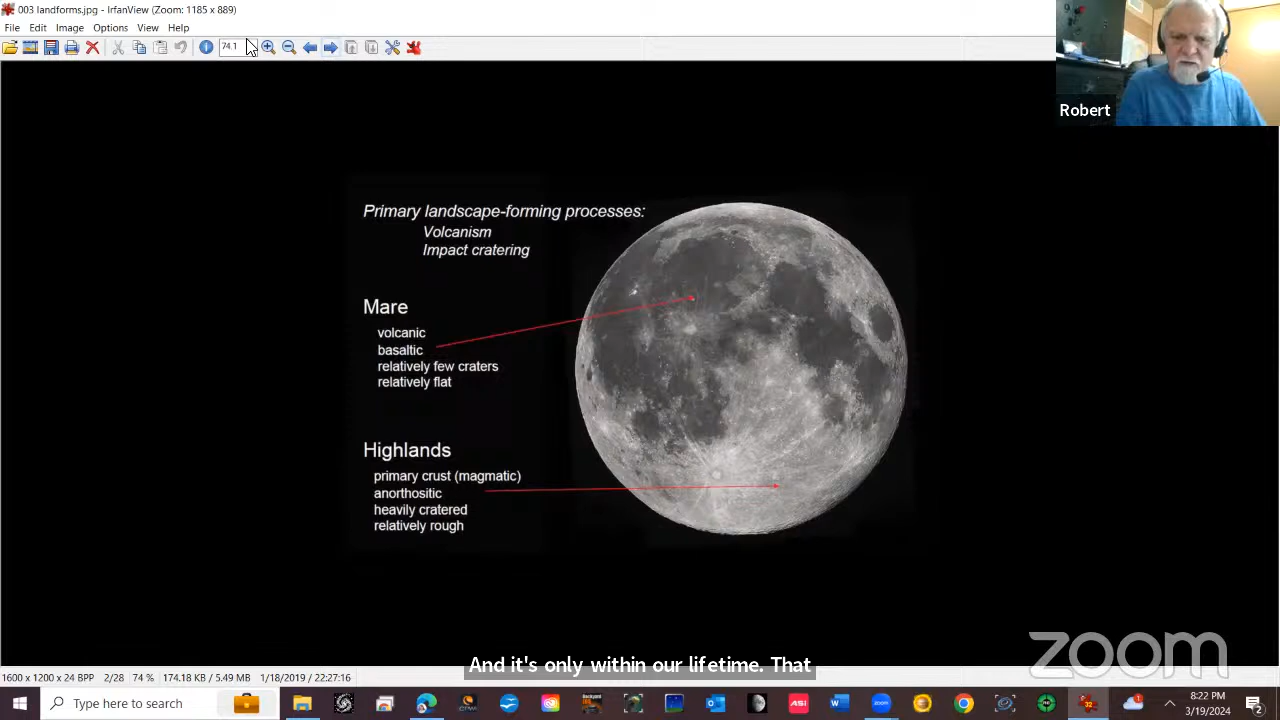 003 landforms.jpg - IrfanView (Zoom: 1185 x 889)
File Edit Image Options View Help
74.1
Robert
Primary landscape-forming processes:
Volcanism
Impact cratering
Mare
volcanic
basaltic
relatively few craters
relatively flat
Highlands
primary crust (magmatic)
anorthositic
heavily cratered
relatively rough
zoom
And it's only within our lifetime. That
1600 x 1200 x 24 BPP 5/28 74 % 174.18 KB / 5.49 MB 1/18/2019 / 22:27:16
Type here to search
8:22 PM
3/19/2024